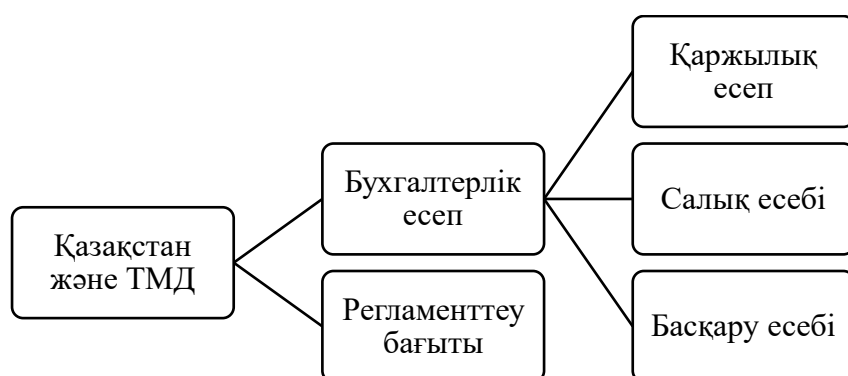 Қазақстан
және ТМД
Бухгалтерлік
есеп
Регламенттеу
бағыты
Қаржылық
есеп
Салық есебі
Басқару есебі